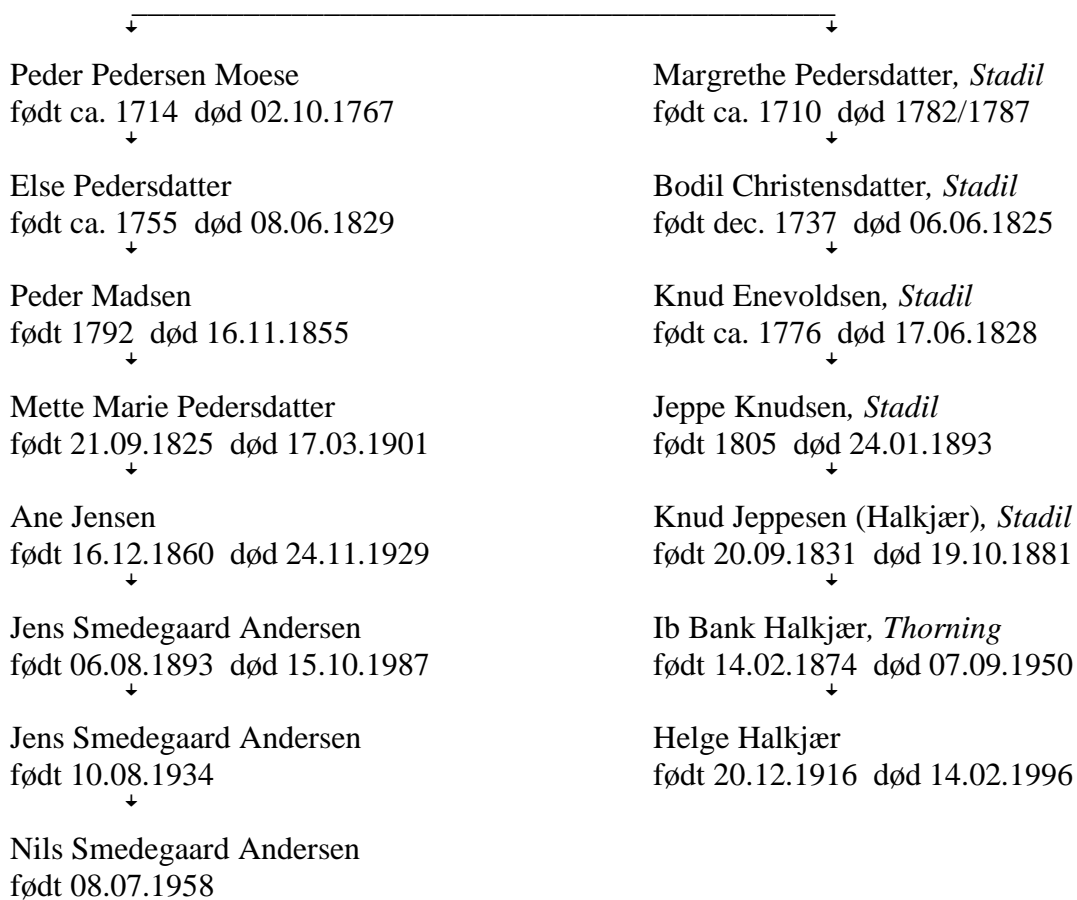 Peder Pedersen Moese
født ca. 1714  død 02.10.1767
Else Pedersdatter
født ca. 1755  død 08.06.1829
Peder Madsen
født 1792  død 16.11.1855
Mette Marie Pedersdatter
født 21.09.1825  død 17.03.1901
Ane Jensen
født 16.12.1860  død 24.11.1929
Jens Smedegaard Andersen
født 06.08.1893  død 15.10.1987
Jens Smedegaard Andersen
født 10.08.1934
Nils Smedegaard Andersen
født 08.07.1958
Margrethe Pedersdatter, Stadil
født ca. 1710  død 1782/1787
Bodil Christensdatter, Stadil
født dec. 1737  død 06.06.1825
Knud Enevoldsen, Stadil
født ca. 1776  død 17.06.1828
Jeppe Knudsen, Stadil
født 1805  død 24.01.1893
Knud Jeppesen (Halkjær), Stadil
født 20.09.1831  død 19.10.1881
Ib Bank Halkjær, Thorning
født 14.02.1874  død 07.09.1950
Helge Halkjær
født 20.12.1916  død 14.02.1996